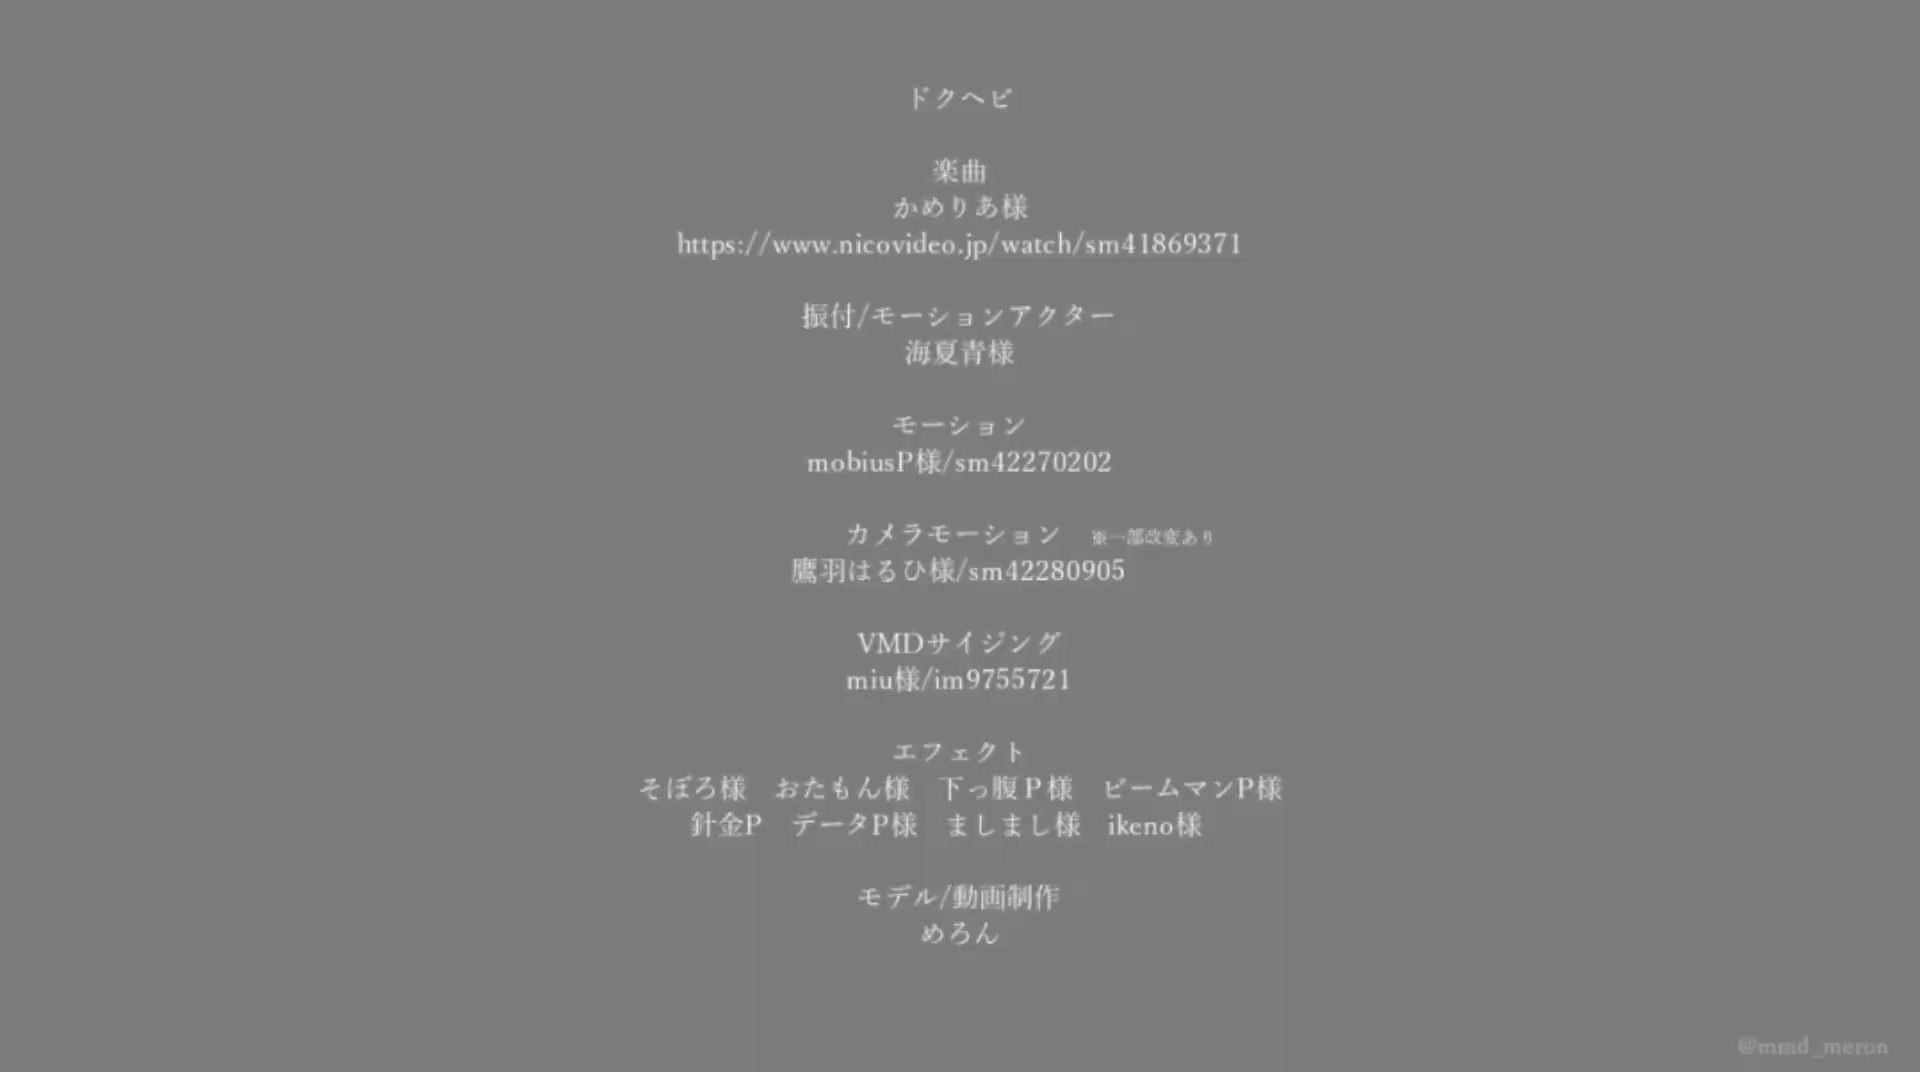 ドクヘビ
楽曲
かめりあ様
https://www.nicovideo.jp/watch/sm41869371
振付/モーションアクター
海夏青様
モーション
mobiusP様/sm42270202
カメラモーション　※一部改変あり
鷹羽はるひ様/sm42280905
VMDサイジング
miu様/im9755721
エフェクト
そぼろ様　おたもん様　下っ腹Ｐ様　ビームマンP様
針金P　データP様　ましまし様　ikeno様
モデル/動画制作
めろん
@mmd_meron